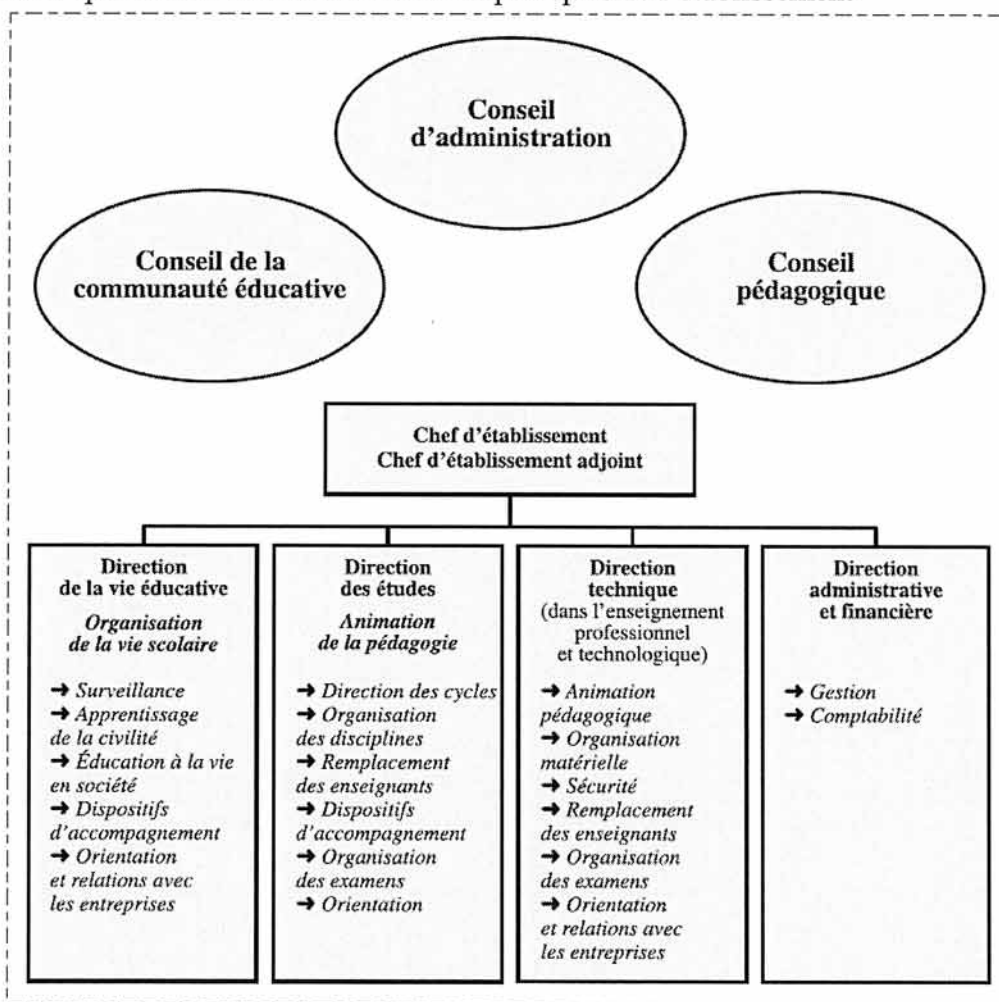 Conseil
d'administration
Conseil de la
communauté éducative
Conseil
pédagogique
Chef d'établissement
Chef d'établissement adjoint
Direction
de la vie éducative
Organisation
de la vie scolaire
➜ Surveillance
➜ Apprentissage
de la civilité
➜ Éducation à la vie
en société
➜ Dispositifs
d'accompagnement
➜ Orientation
et relations avec
les entreprises
Direction
des études
Animation
de la pédagogie
➜ Direction des cycles
➜ Organisation
des disciplines
➜ Remplacement
des enseignants
➜ Dispositifs
d'accompagnement
➜ Organisation
des examens
➜ Orientation
Direction
technique
(dans l'enseignement
professionnel
et technologique)
➜ Animation
pédagogique
➜ Organisation
matérielle
➜ Sécurité
➜ Remplacement
des enseignants
➜ Organisation
des examens
➜ Orientation
et relations avec
les entreprises
Direction
administrative
et financière
➜ Gestion
➜ Comptabilité